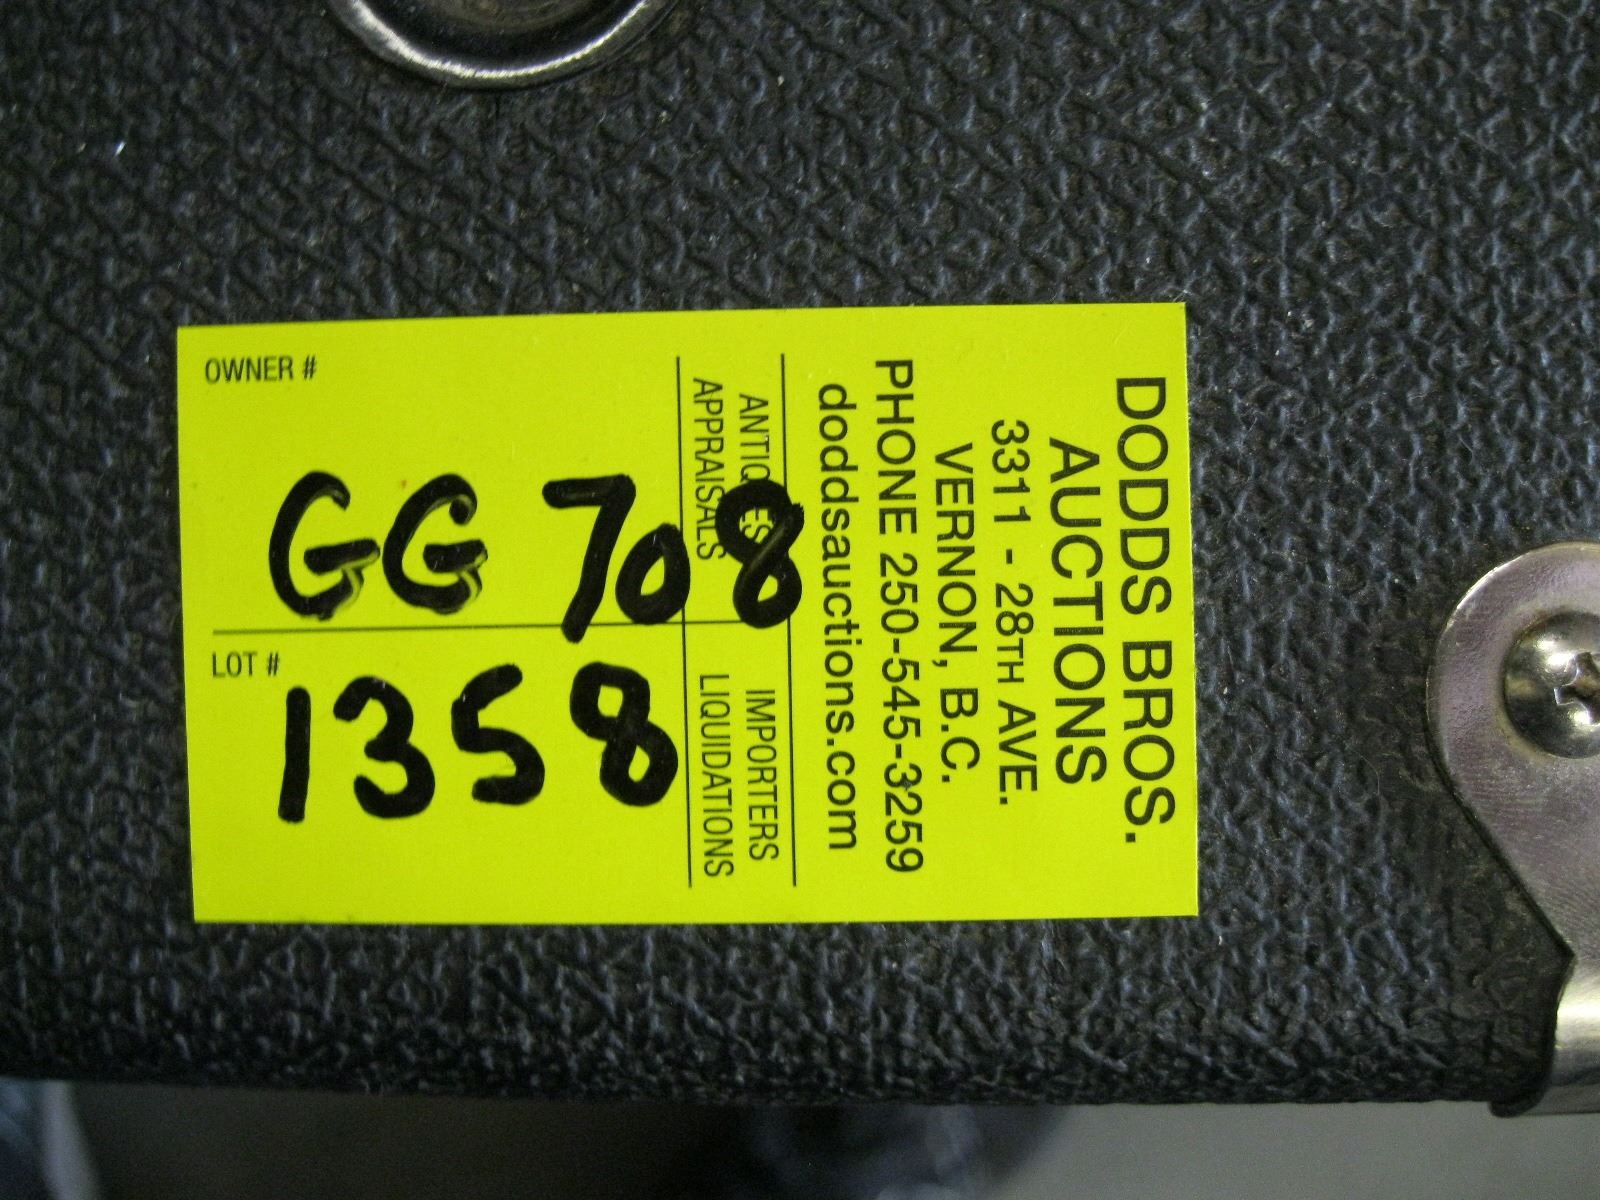 DODDS BROS.
AUCTIONS
3311 - 28TH AVE.
VERNON, B.C.
PHONE 250-545-3259
doddsauctions.com
ANTIQUES IMPORTERS
APPRAISALS LIQUIDATIONS
OWNER #
GG 708
LOT #
1358